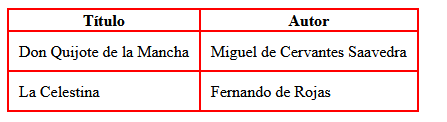 Título Autor
Don Quijote de la Mancha Miguel de Cervantes Saavedra
La Celestina Fernando de Rojas